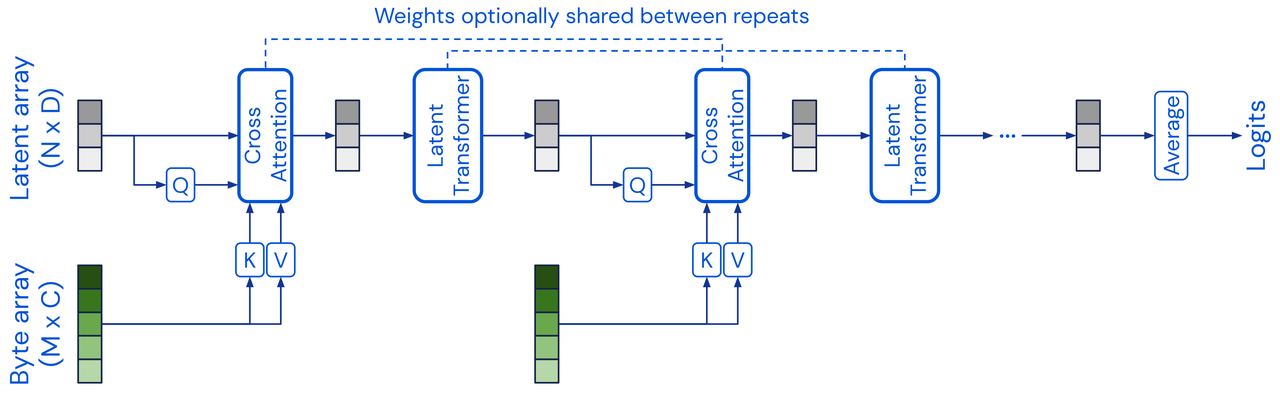 Weights optionally shared between repeats
Latent array
(N x D)
Q
Cross
Attention
Latent
Transformer
Q
Cross
Attention
Latent
Transformer
...
Average
Logits
K
V
K
V
Byte array
(M x C)